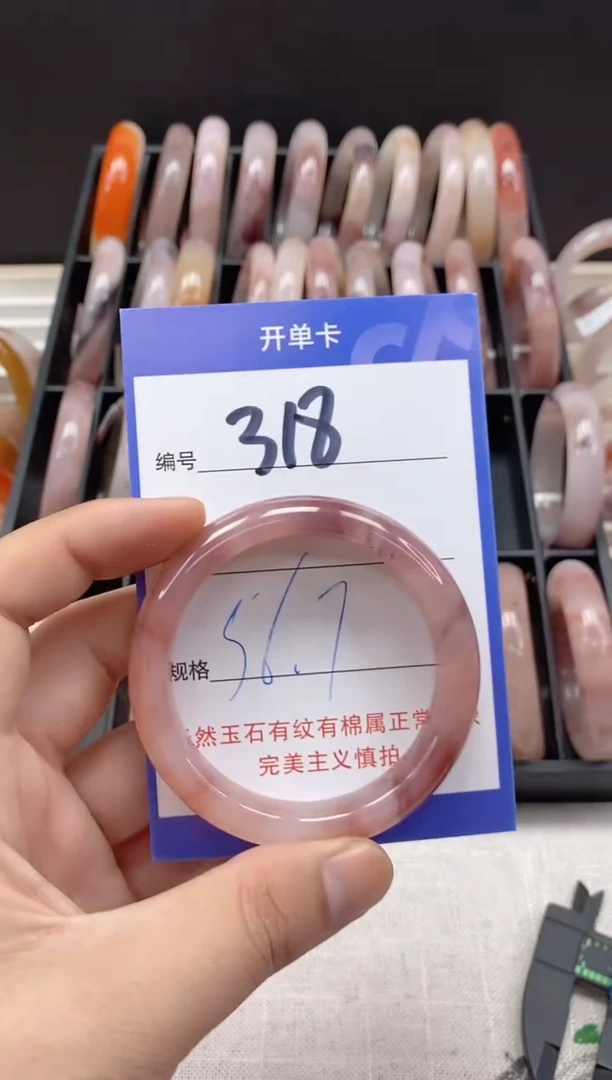 开单卡
编号 318
规格 56.7
然玉石有纹有棉属正常
完美主义慎拍